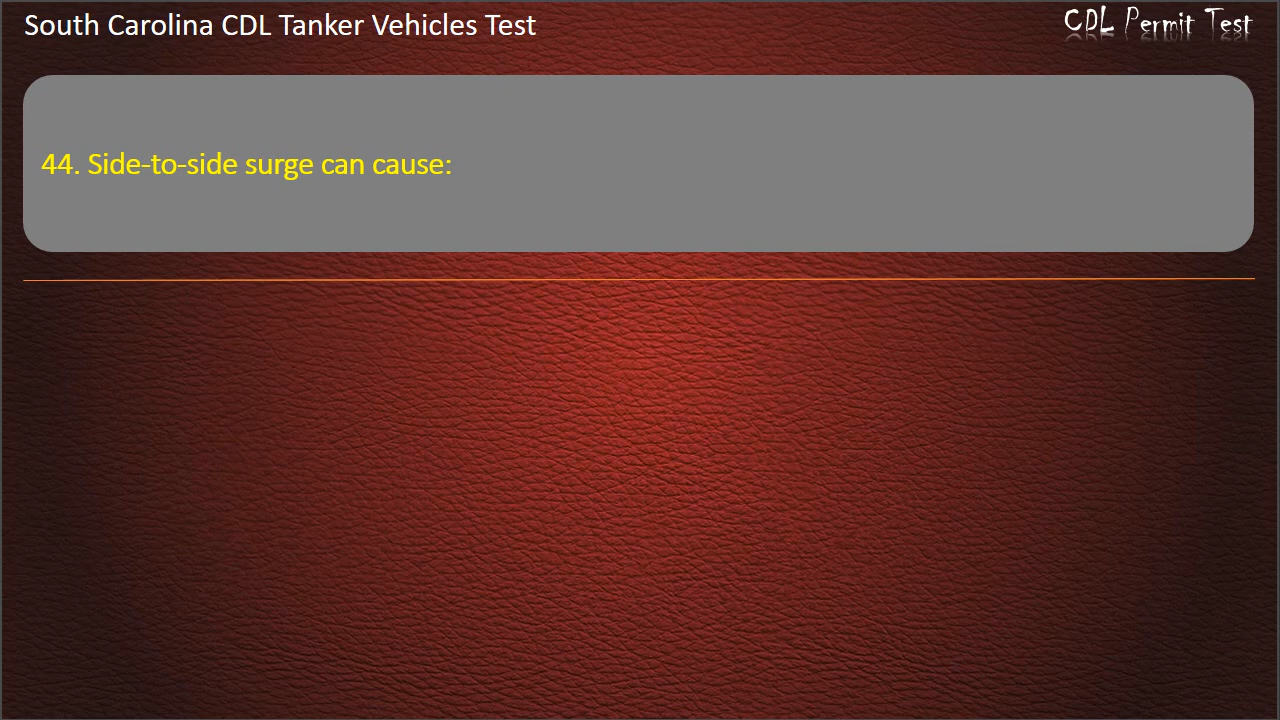 South Carolina CDL Tanker Vehicles Test
CDL Permit Test
44. Side-to-side surge can cause: